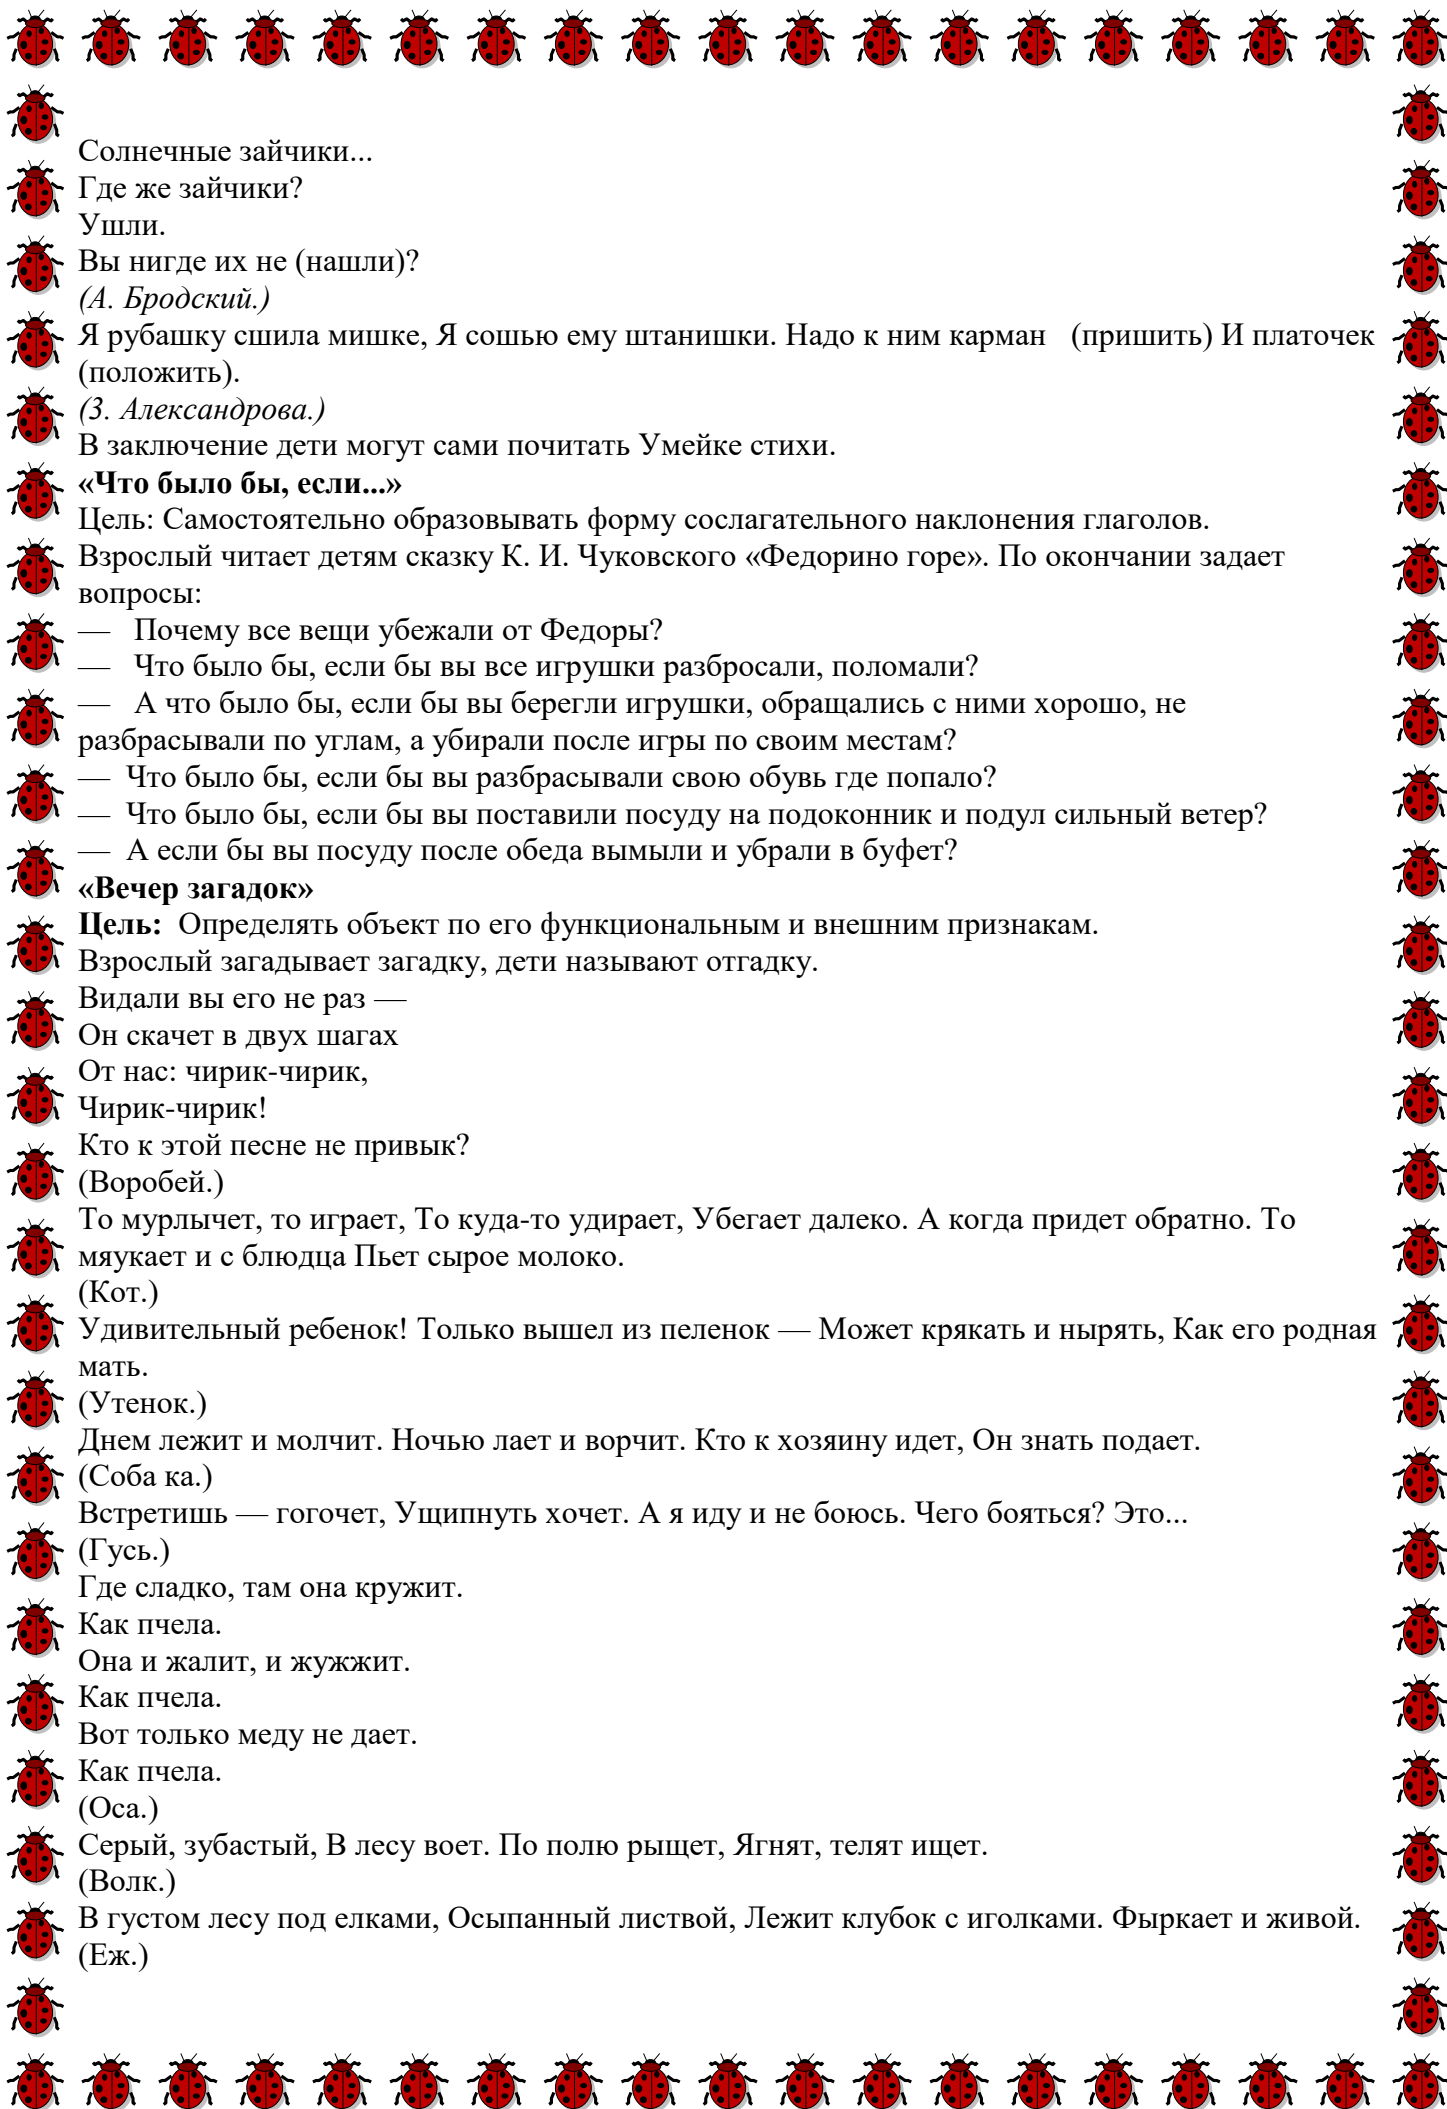 Солнечные зайчики...
Где же зайчики?
Ушли.
Вы нигде их не (нашли)?
(А. Бродский.)
Я рубашку сшила мишке, Я сошью ему штанишки. Надо к ним карман (пришить) И платочек
(положить).
(З. Александрова.)
В заключение дети могут сами почитать Умейке стихи.
«Что было бы, если...»
Цель: Самостоятельно образовывать форму сослагательного наклонения глаголов.
Взрослый читает детям сказку К. И. Чуковского «Федорино горе». По окончании задает
вопросы:
— Почему все вещи убежали от Федоры?
— Что было бы, если бы вы все игрушки разбросали, поломали?
— А что было бы, если бы вы берегли игрушки, обращались с ними хорошо, не
разбрасывали по углам, а убирали после игры по своим местам?
— Что было бы, если бы вы разбрасывали свою обувь где попало?
— Что было бы, если бы вы поставили посуду на подоконник и подул сильный ветер?
— А если бы вы посуду после обеда вымыли и убрали в буфет?
«Вечер загадок»
Цель: Определять объект по его функциональным и внешним признакам.
Взрослый загадывает загадку, дети называют отгадку.
Видали вы его не раз —
Он скачет в двух шагах
От нас: чирик-чирик,
Чирик-чирик!
Кто к этой песне не привык?
(Воробей.)
То мурлычет, то играет, То куда-то удирает, Убегает далеко. А когда придет обратно. То
мяукает и с блюдца Пьет сырое молоко.
(Кот.)
Удивительный ребенок! Только вышел из пеленок — Может крякать и нырять, Как его родная
мать.
(Утенок.)
Днем лежит и молчит. Ночью лает и ворчит. Кто к хозяину идет, Он знать подает.
(Соба ка.)
Встретишь — гогочет, Ущипнуть хочет. А я иду и не боюсь. Чего бояться? Это...
(Гусь.)
Где сладко, там она кружит.
Как пчела.
Она и жалит, и жужжит.
Как пчела.
Вот только меду не дает.
Как пчела.
(Оса.)
Серый, зубастый, В лесу воет. По полю рыщет, Ягнят, телят ищет.
(Волк.)
В густом лесу под елками, Осыпанный листвой, Лежит клубок с иголками. Фыркает и живой.
(Еж.)